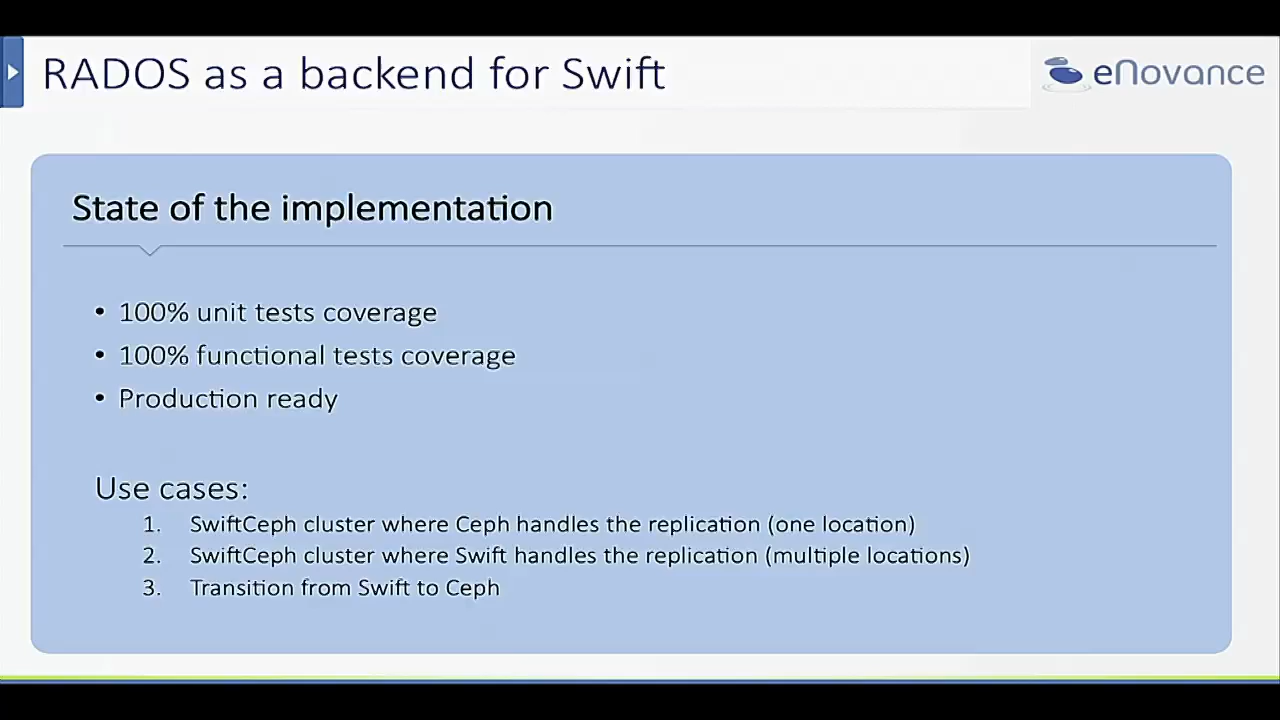 RADOS as a backend for Swift
eNovance
State of the implementation
• 100% unit tests coverage
• 100% functional tests coverage
• Production ready
Use cases:
1. SwiftCeph cluster where Ceph handles the replication (one location)
2. SwiftCeph cluster where Swift handles the replication (multiple locations)
3. Transition from Swift to Ceph